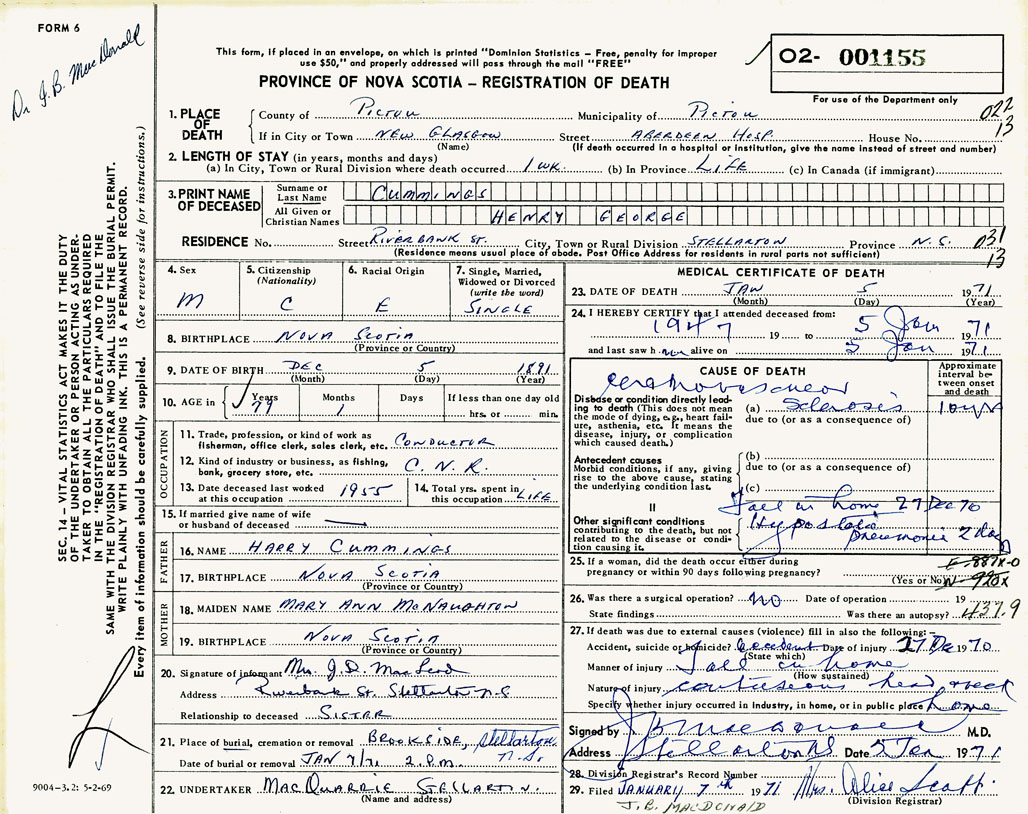 FORM 6
Dr J. B. MacDonald
This form, if placed in an envelope, on which is printed "Dominion Statistics – Free, penalty for improper
use $50," and properly addressed will pass through the mail "FREE"
PROVINCE OF NOVA SCOTIA – REGISTRATION OF DEATH
O2- 001155
For use of the Department only
022
13
1. PLACE OF DEATH
County of Pictou Municipality of Pictou
If in City or Town NEW GLASGOW Street ABERDEEN HOSP. House No.
(Name) (If death occurred in a hospital or institution, give the name instead of street and number)
2. LENGTH OF STAY (in years, months and days)
(a) In City, Town or Rural Division where death occurred 1 WK. (b) In Province LIFE (c) In Canada (if immigrant)
3. PRINT NAME OF DECEASED
Surname or Last Name CUMMINGS
All Given or Christian Names HENRY GEORGE
RESIDENCE No. Street RIVERBANK ST. City, Town or Rural Division STELLARTON Province N.S. 031
13
(Residence means usual place of abode. Post Office Address for residents in rural parts not sufficient)
SEC. 14 – VITAL STATISTICS ACT MAKES IT THE DUTY
OF THE UNDERTAKER OR PERSON ACTING AS UNDER-
TAKER TO OBTAIN ALL THE PARTICULARS REQUIRED
IN THE "REGISTRATION OF DEATH" AND TO FILE THE
SAME WITH THE DIVISION REGISTRAR WHO SHALL ISSUE THE BURIAL PERMIT.
WRITE PLAINLY WITH UNFADING INK. THIS IS A PERMANENT RECORD.
Every item of information should be carefully supplied. (See reverse side for instructions.)
4. Sex
M
5. Citizenship
(Nationality)
C
6. Racial Origin
E
7. Single, Married,
Widowed or Divorced
(write the word)
SINGLE
8. BIRTHPLACE NOVA SCOTIA
(Province or Country)
9. DATE OF BIRTH DEC 5 1891
(Month) (Day) (Year)
10. AGE in Years Months Days If less than one day old
79 1 hrs. or min.
OCCUPATION
11. Trade, profession, or kind of work as
fisherman, office clerk, sales clerk, etc. CONDUCTOR
12. Kind of industry or business, as fishing,
bank, grocery store, etc. C. N. R.
13. Date deceased last worked
at this occupation 1955
14. Total yrs. spent in
this occupation LIFE
15. If married give name of wife
or husband of deceased
FATHER
16. NAME HARRY CUMMINGS
17. BIRTHPLACE NOVA SCOTIA
(Province or Country)
MOTHER
18. MAIDEN NAME MARY ANN McNAUGHTON
19. BIRTHPLACE NOVA SCOTIA
(Province or Country)
20. Signature of informant Mrs. J. D. MacLeod
Address Riverbank St. Stellarton N.S
Relationship to deceased SISTER
21. Place of burial, cremation or removal BROOKSIDE, Stellarton, N.S.
Date of burial or removal JAN 7/71 2 P.M.
22. UNDERTAKER MACQUARRIE STELLARTON.
(Name and address)
9004-3.2: 5-2-69
MEDICAL CERTIFICATE OF DEATH
23. DATE OF DEATH JAN 5 1971
(Month) (Day) (Year)
24. I HEREBY CERTIFY that I attended deceased from:
1947 19 to 5 Jan 1971
and last saw him alive on 5 Jan 1971
CAUSE OF DEATH
Approximate
interval be-
tween onset
and death
Disease or condition directly lead-
ing to death (This does not
mean the mode of dying, e.g., heart fail-
ure, asthenia, etc. It means the
disease, injury, or complication
which caused death.)
Cerebrovascular
(a) Sclerosis 10 yrs
due to (or as a consequence of)
Antecedent causes
Morbid conditions, if any, giving
rise to the above cause, stating
the underlying condition last.
(b)
due to (or as a consequence of)
(c)
II
Other significant conditions
contributing to the death, but not
related to the disease or condi-
tion causing it.
Fall in home 27 Dec 70
Hypostatic
pneumonia 2 days
25. If a woman, did the death occur either during
pregnancy or within 90 days following pregnancy?
(Yes or No)
E-887X-0
N-920X
26. Was there a surgical operation? NO Date of operation 19
State findings Was there an autopsy? 437.9
27. If death was due to external causes (violence) fill in also the following:–
Accident, suicide or homicide? accident Date of injury 27 Dec 1970
(State which)
Manner of injury Fall in home
(How sustained)
Nature of injury contusions head & neck
Specify whether injury occurred in industry, in home, or in public place home
Signed by J B MacDonald M.D.
Address Stellarton NS Date 5 Jan 1971
28. Division Registrar's Record Number
29. Filed JANUARY 7th 1971 Mrs. Alice Scott
(Division Registrar)
J. B. MACDONALD